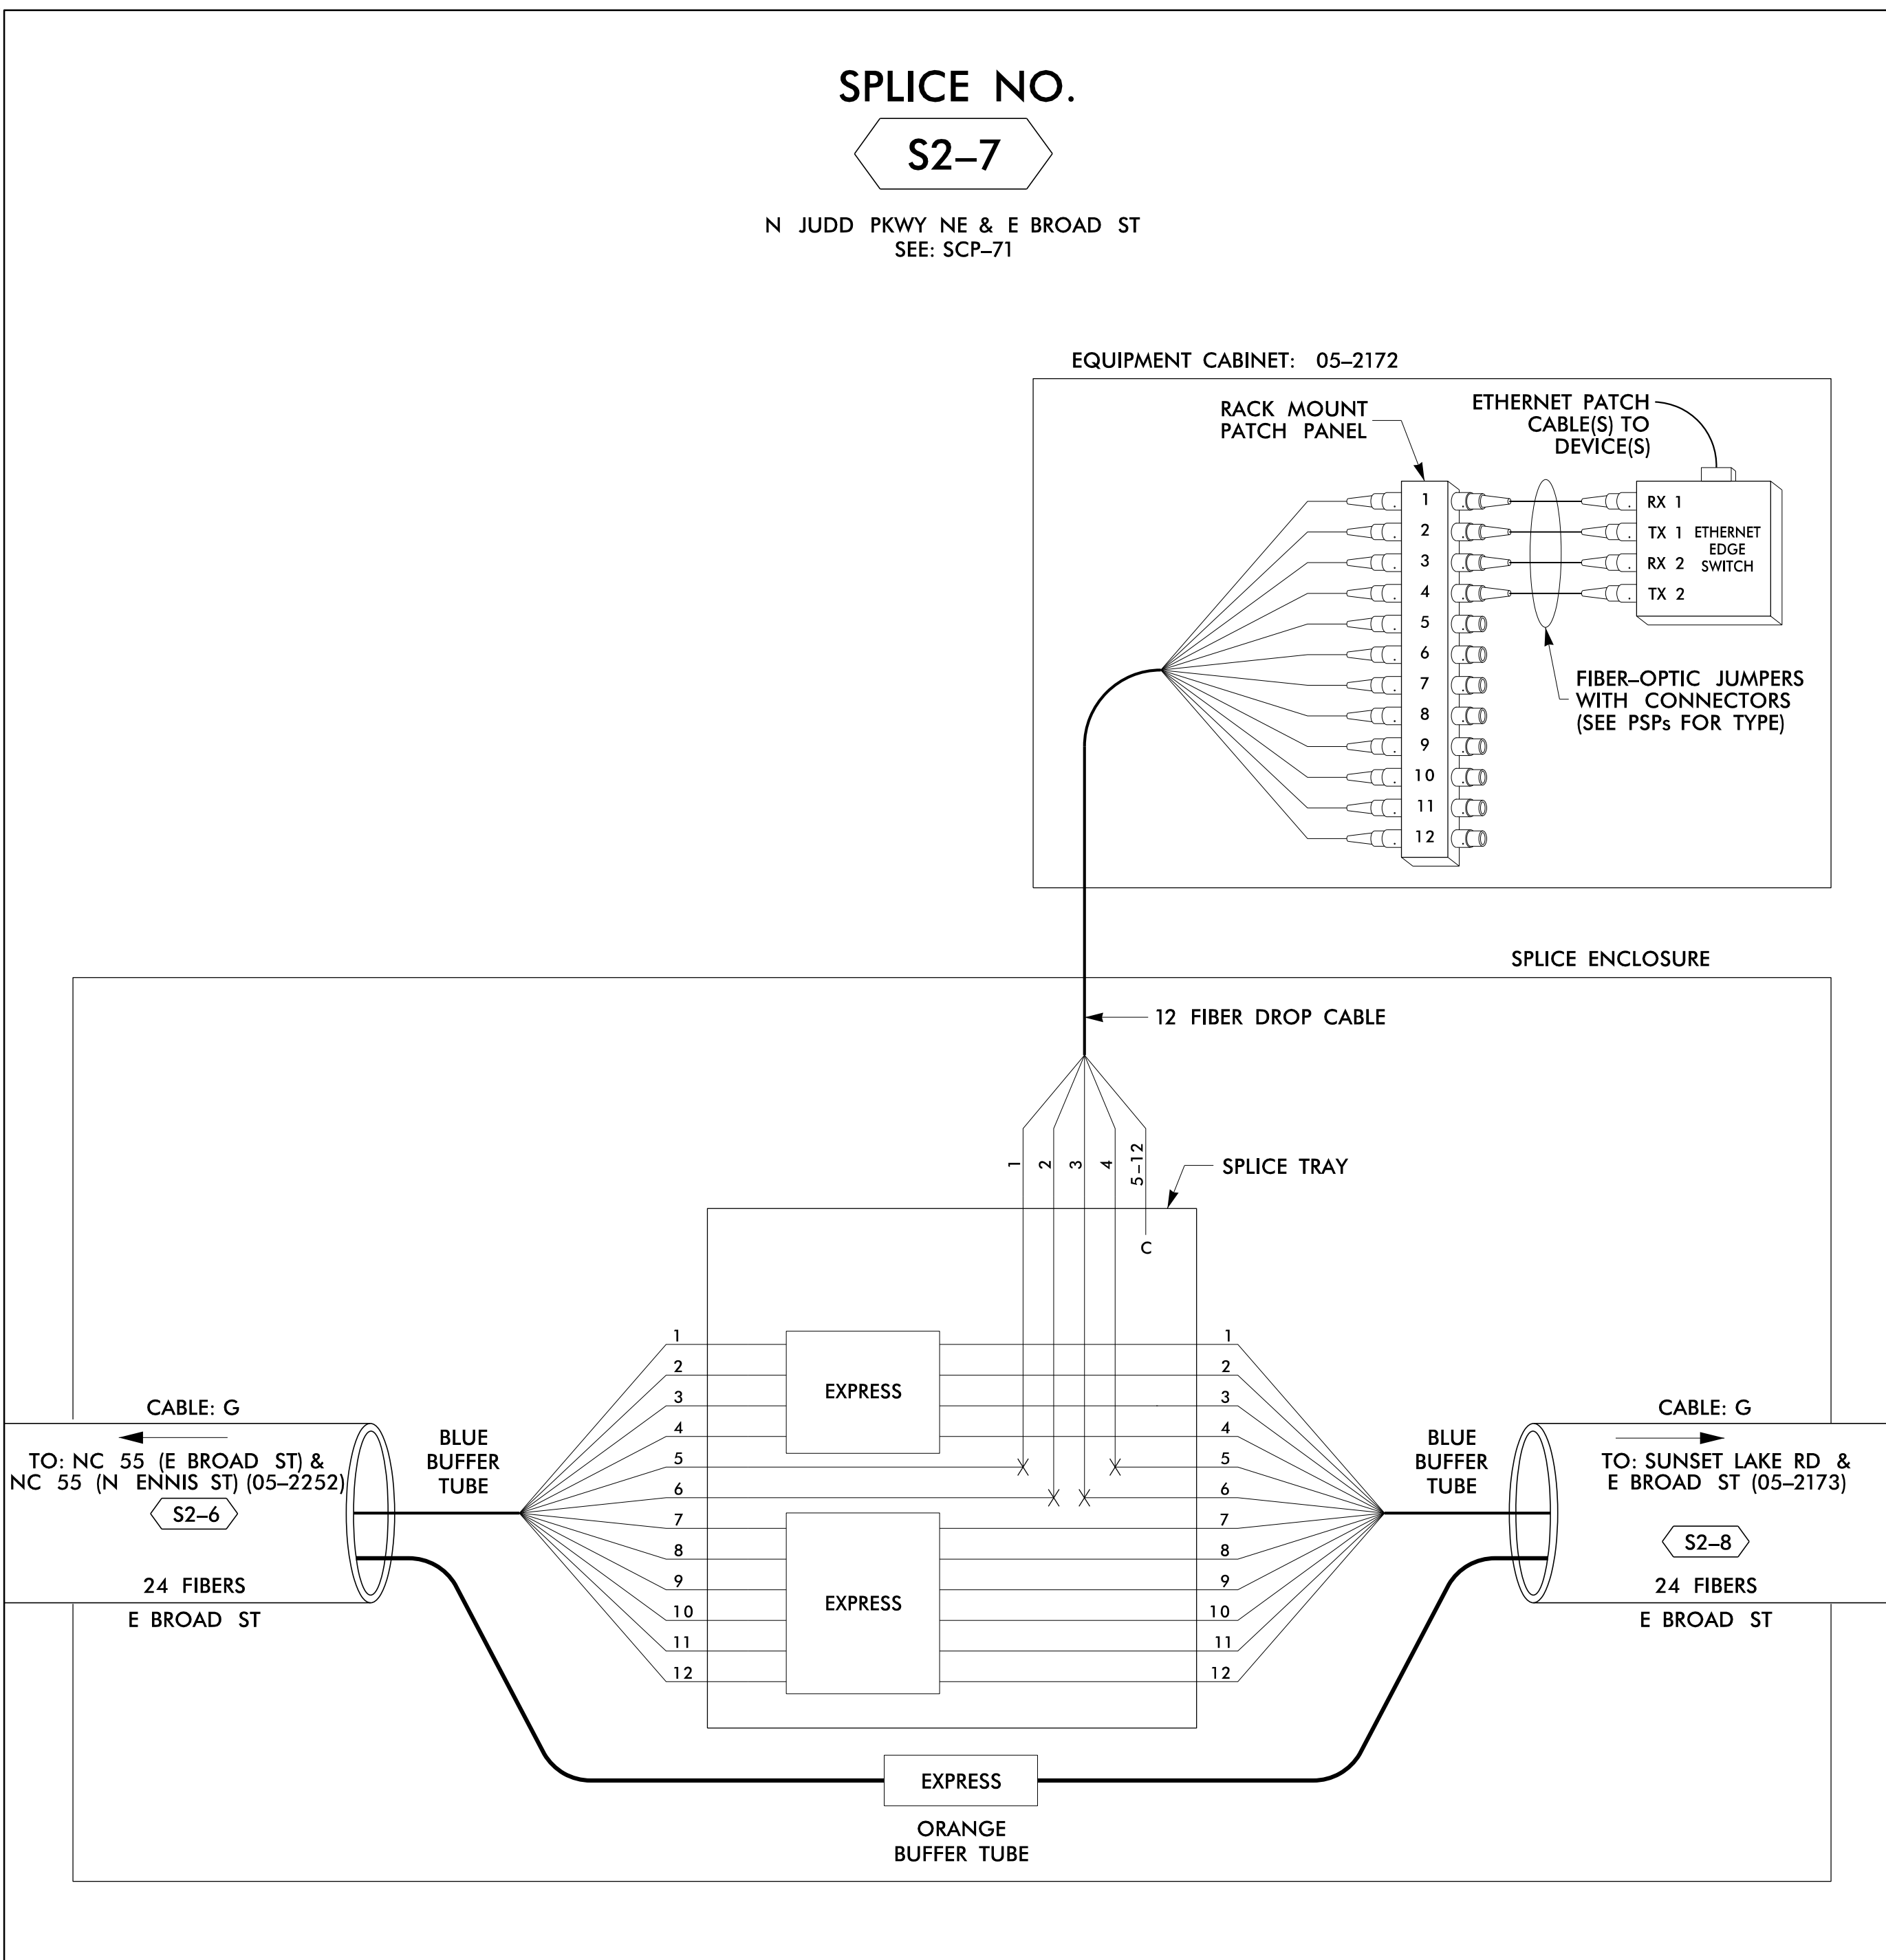 SPLICE NO.
S2–7
N JUDD PKWY NE & E BROAD ST
SEE: SCP–71
EQUIPMENT CABINET: 05–2172
RACK MOUNT
PATCH PANEL
ETHERNET PATCH
CABLE(S) TO
DEVICE(S)
1
2
3
4
5
6
7
8
9
10
11
12
RX 1
TX 1
RX 2
TX 2
ETHERNET
EDGE
SWITCH
FIBER–OPTIC JUMPERS
WITH CONNECTORS
(SEE PSPs FOR TYPE)
SPLICE ENCLOSURE
12 FIBER DROP CABLE
1
2
3
4
5–12
SPLICE TRAY
C
CABLE: G
TO: NC 55 (E BROAD ST) &
NC 55 (N ENNIS ST) (05–2252)
S2–6
24 FIBERS
E BROAD ST
BLUE
BUFFER
TUBE
1
2
3
4
5
6
7
8
9
10
11
12
EXPRESS
EXPRESS
1
2
3
4
5
6
7
8
9
10
11
12
BLUE
BUFFER
TUBE
CABLE: G
TO: SUNSET LAKE RD &
E BROAD ST (05–2173)
S2–8
24 FIBERS
E BROAD ST
EXPRESS
ORANGE
BUFFER TUBE